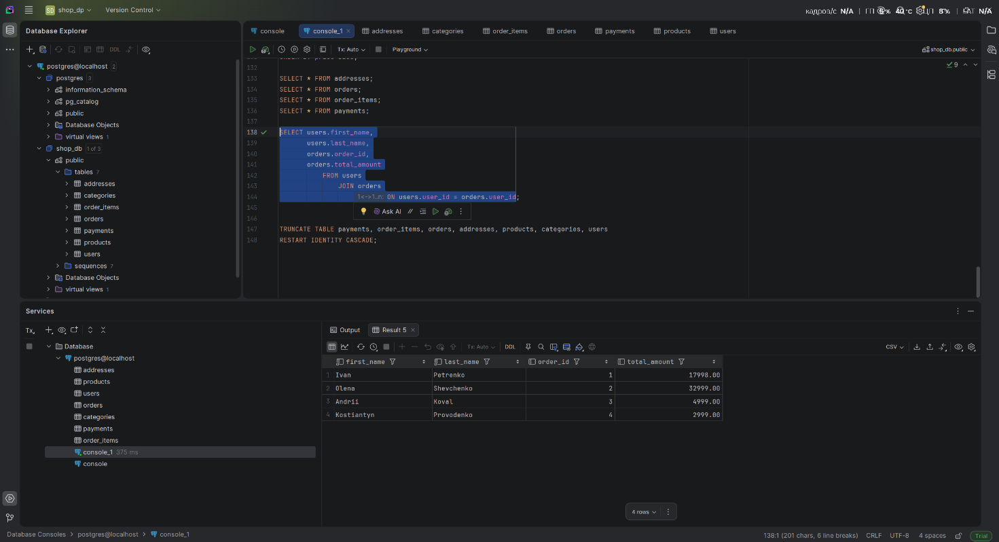 SD shop_dp Version Control
кадров/с N/A ГП 5% 40°C ЦП 8% ЛАТ N/A
Database Explorer
DDL
postgres@localhost 2
postgres 3
information_schema
pg_catalog
public
Database Objects
virtual views 1
shop_db 1 of 3
public
tables 7
addresses
categories
order_items
orders
payments
products
users
sequences 7
Database Objects
virtual views 1
console console_1 addresses categories order_items orders payments products users
Tx: Auto Playground shop_db.public
9
132
133 SELECT * FROM addresses;
134 SELECT * FROM orders;
135 SELECT * FROM order_items;
136 SELECT * FROM payments;
137
138 SELECT users.first_name,
139 users.last_name,
140 orders.order_id,
141 orders.total_amount
142 FROM users
143 JOIN orders
144 1<->1..n: ON users.user_id = orders.user_id;
145
146
Ask AI
147 TRUNCATE TABLE payments, order_items, orders, addresses, products, categories, users
148 RESTART IDENTITY CASCADE;
Services
Tx
Database
postgres@localhost
addresses
products
users
orders
categories
payments
order_items
console_1 375 ms
console
Output Result 5
Tx: Auto DDL CSV
first_name last_name order_id total_amount
1 Ivan Petrenko 1 17998.00
2 Olena Shevchenko 2 32999.00
3 Andrii Koval 3 4999.00
4 Kostiantyn Provodenko 4 2999.00
4 rows
Database Consoles > postgres@localhost > console_1
138:1 (201 chars, 6 line breaks) CRLF UTF-8 4 spaces Trial